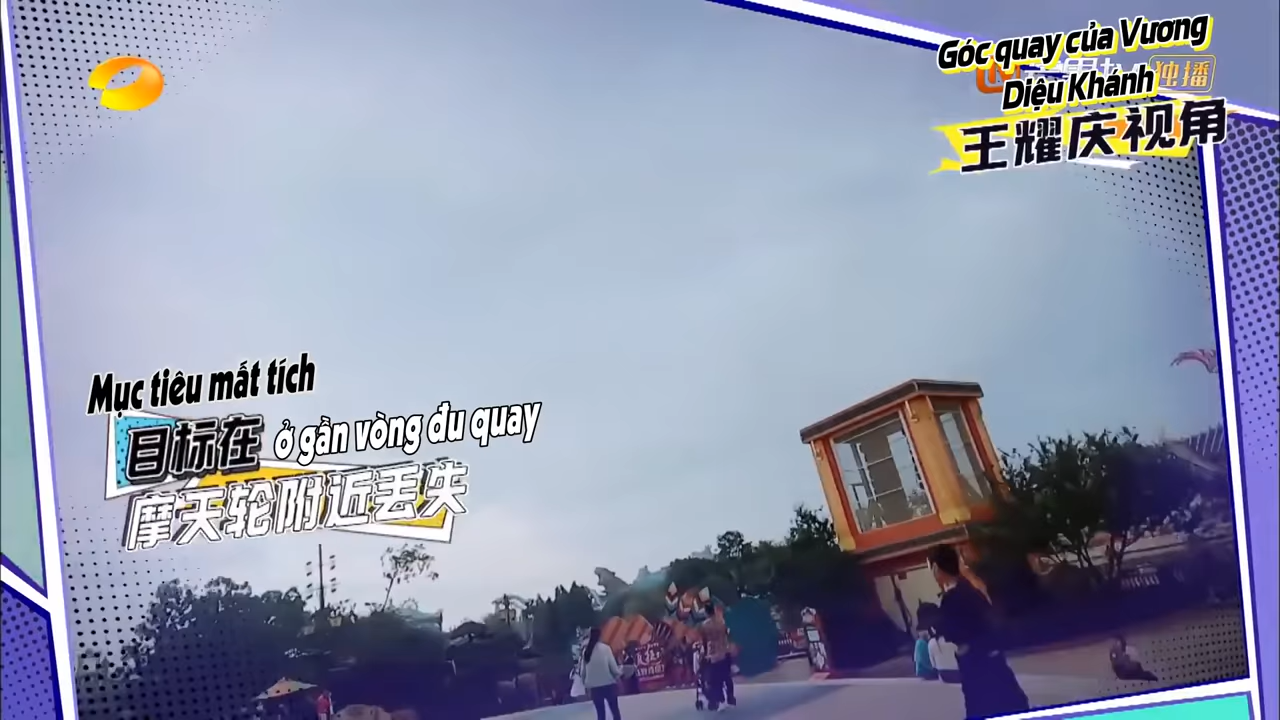 Góc quay của Vương
独播
Diệu Khánh
王耀庆视角
Mục tiêu mất tích
目标在
ở gần vòng đu quay
摩天轮附近丢失